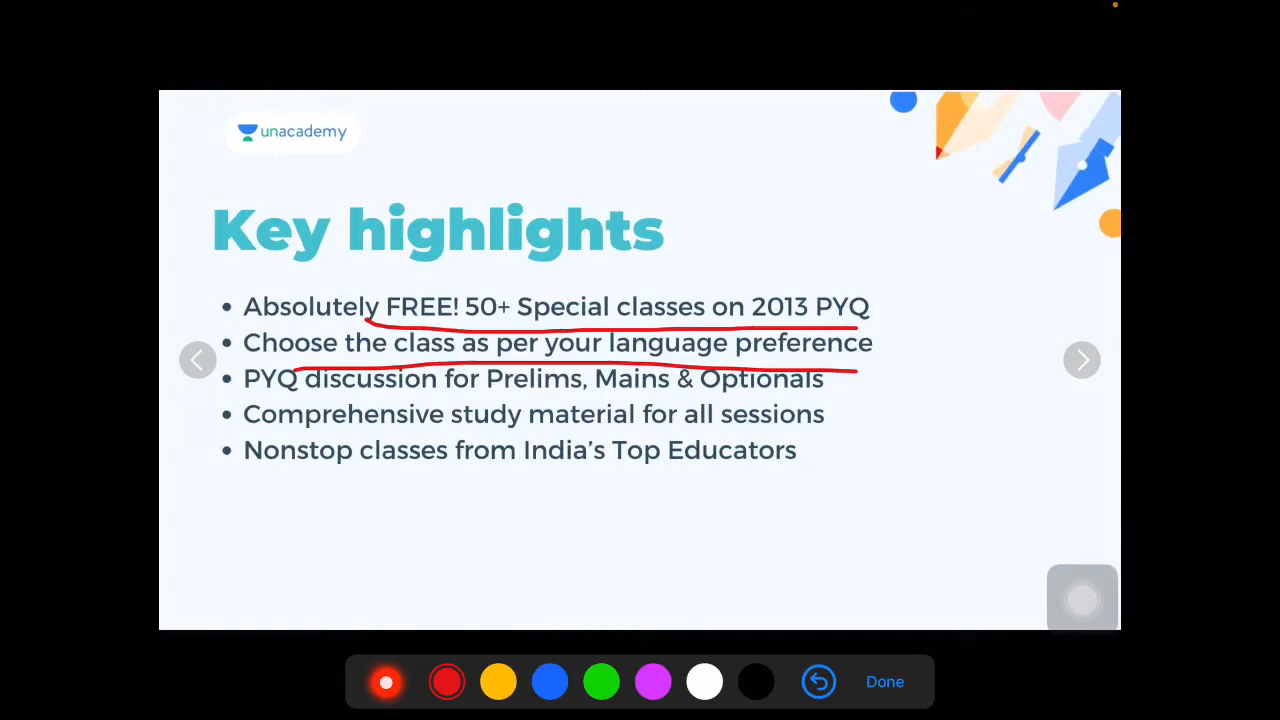 unacademy
Key highlights
• Absolutely FREE! 50+ Special classes on 2013 PYQ
• Choose the class as per your language preference
• PYQ discussion for Prelims, Mains & Optionals
• Comprehensive study material for all sessions
• Nonstop classes from India’s Top Educators
Done